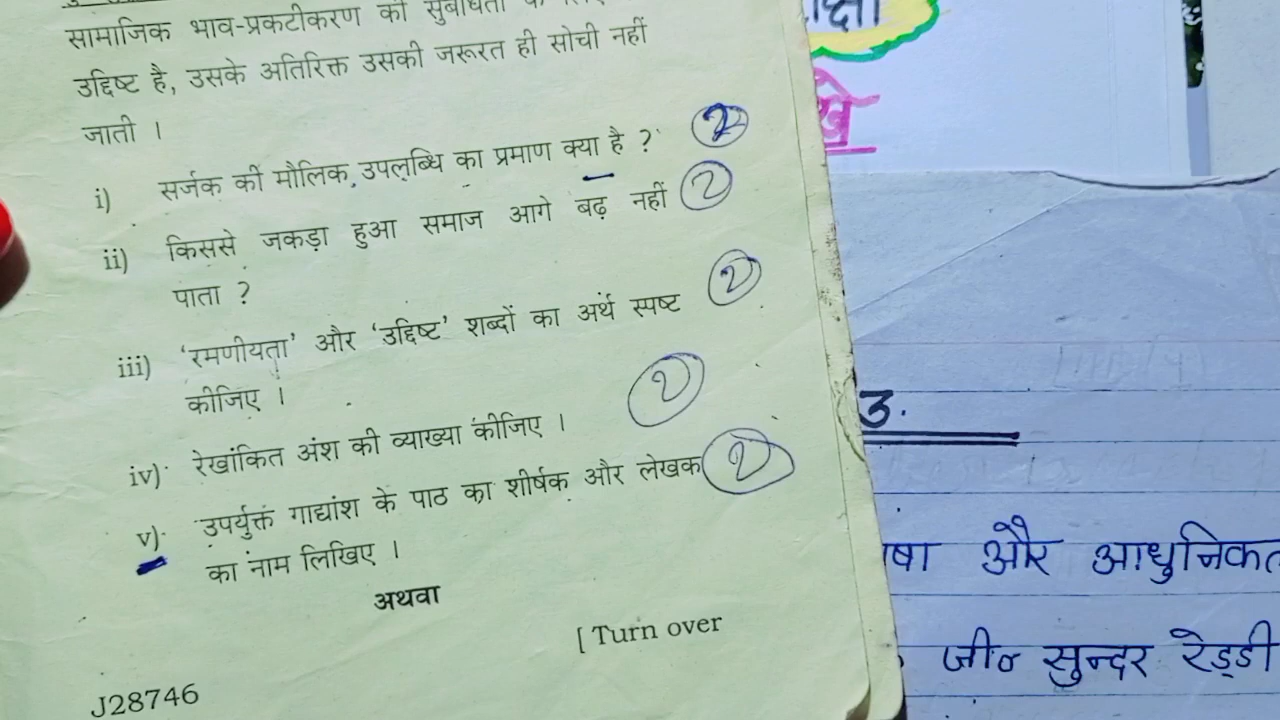 सामाजिक भाव-प्रकटीकरण की सुबोधता
उद्दिष्ट है, उसके अतिरिक्त उसकी जरूरत ही सोची नहीं
जाती ।
i) सर्जक की मौलिक उपलब्धि का प्रमाण क्या है ? 2
ii) किससे जकड़ा हुआ समाज आगे बढ़ नहीं 2
पाता ?
iii) 'रमणीयता' और 'उद्दिष्ट' शब्दों का अर्थ स्पष्ट 2
कीजिए ।
iv) रेखांकित अंश की व्याख्या कीजिए । 2
v) उपर्युक्त गाद्यांश के पाठ का शीर्षक और लेखक 2
का नाम लिखिए ।
अथवा
[ Turn over
J28746
उ.
षा और आधुनिकत
जी० सुन्दर रेड्डी